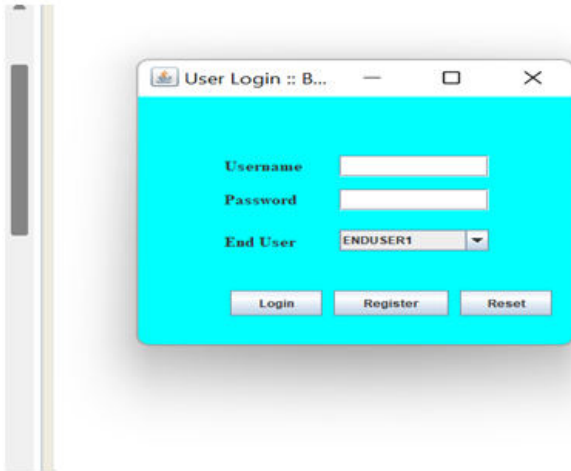 User Login :: B...
Username
Password
End User ENDUSER1
Login Register Reset